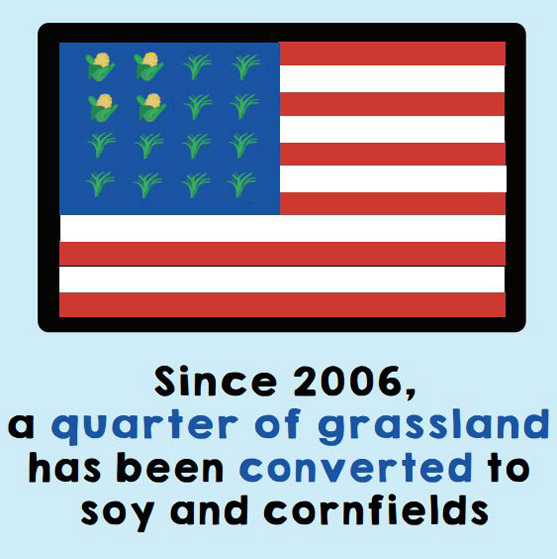 Since 2006,
a quarter of grassland
has been converted to
soy and cornfields